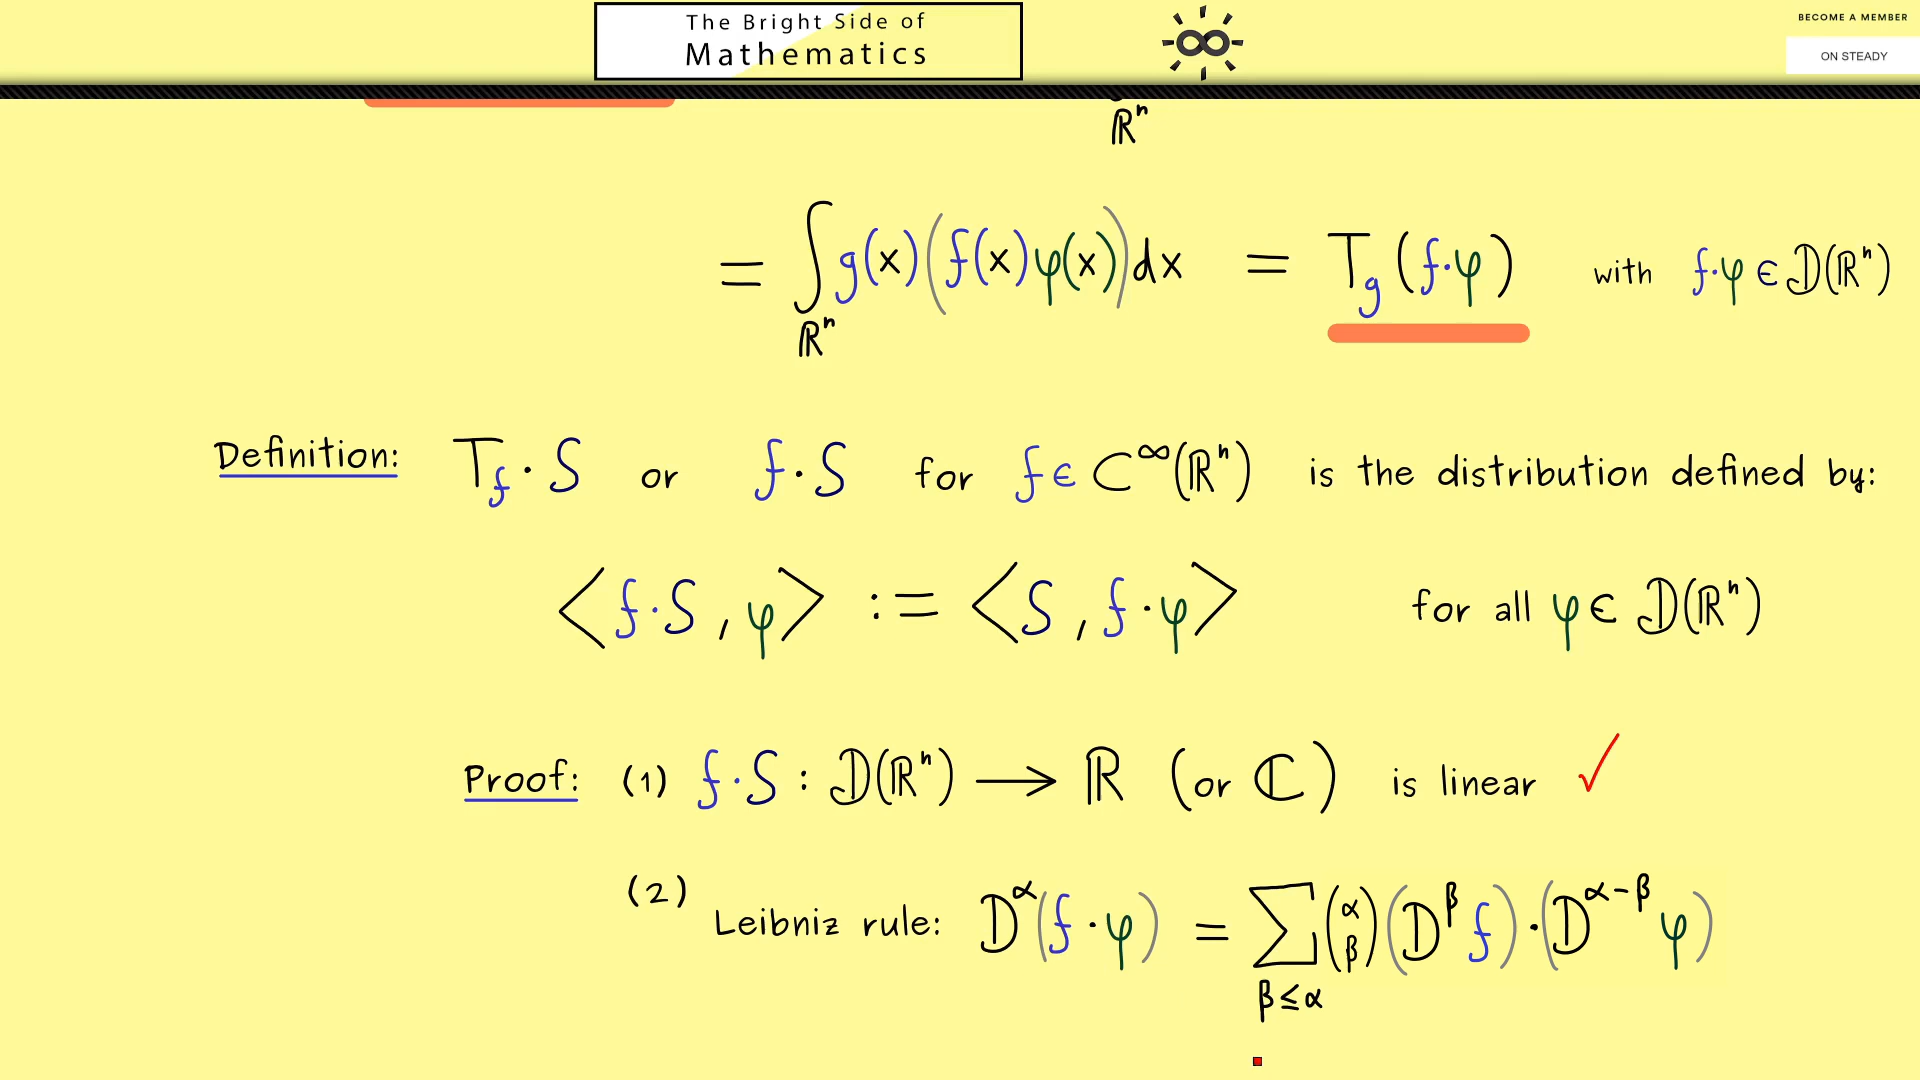 The Bright Side of
Mathematics
BECOME A MEMBER
ON STEADY
ℝⁿ
= ∫_ℝⁿ g(x)(f(x)φ(x))dx = T_g(f·φ) with f·φ ∈ 𝒟(ℝⁿ)
Definition: T_f · S or f · S for f ∈ C^∞(ℝⁿ) is the distribution defined by:
⟨f·S, φ⟩ := ⟨S, f·φ⟩ for all φ ∈ 𝒟(ℝⁿ)
Proof: (1) f·S : 𝒟(ℝⁿ) ⟶ ℝ (or ℂ) is linear ✓
(2) Leibniz rule: D^α(f·φ) = ∑_{β≤α} (α β)(D^β f)·(D^{α-β} φ)